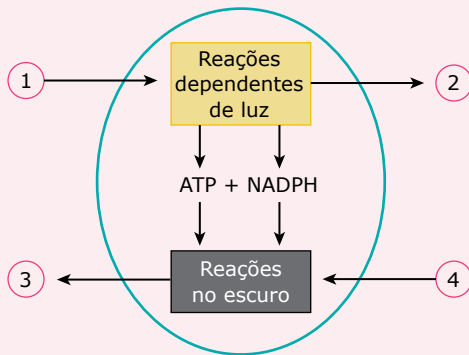 Reações
dependentes
de luz
1
2
ATP + NADPH
Reações
no escuro
3
4